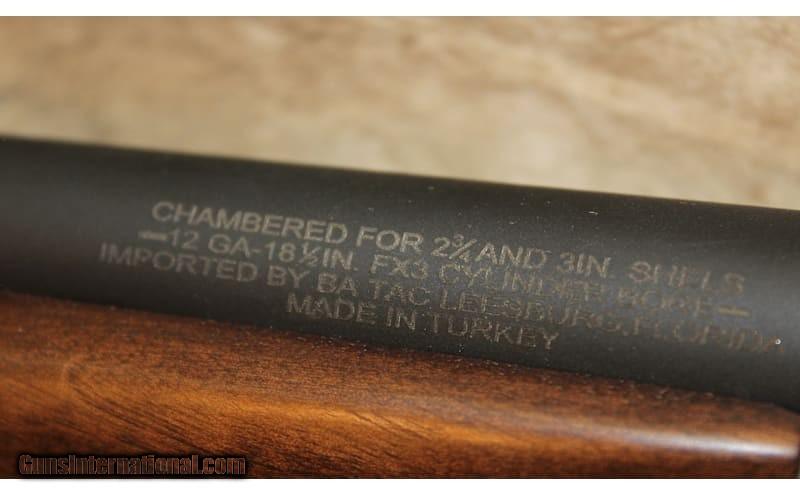 CHAMBERED FOR 2¾ AND 3IN. SHELS
—12 GA-18½IN. FX3 CYLINDER BORE—
IMPORTED BY BA TAC LEESBURG,FLORIDA
MADE IN TURKEY
GunsInternational.com